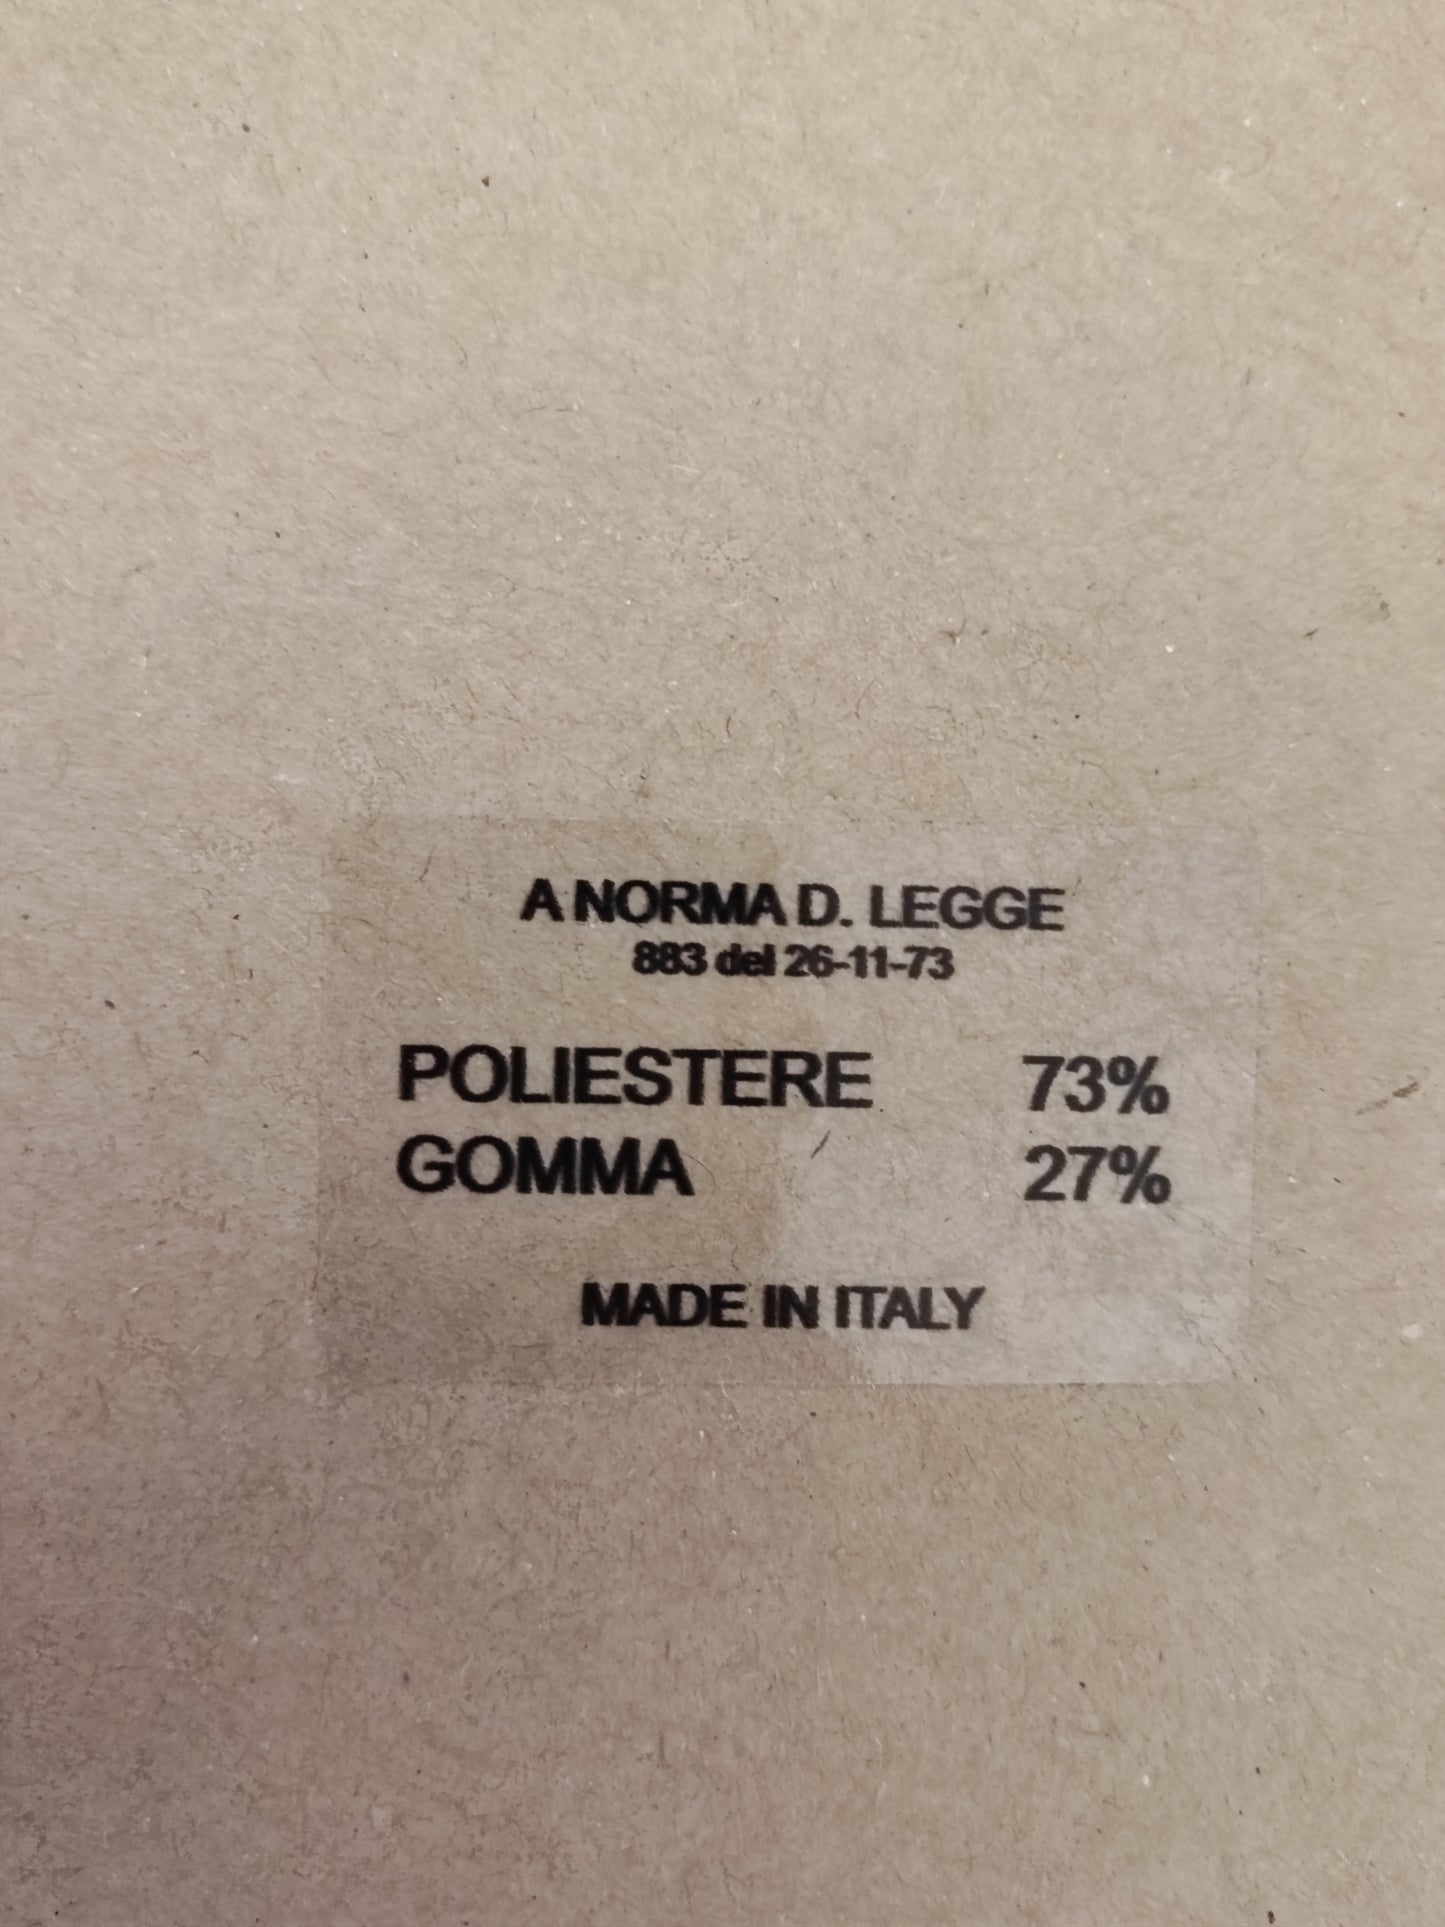 A NORMA D. LEGGE
883 del 26-11-73
POLIESTERE 73%
GOMMA 27%
MADE IN ITALY